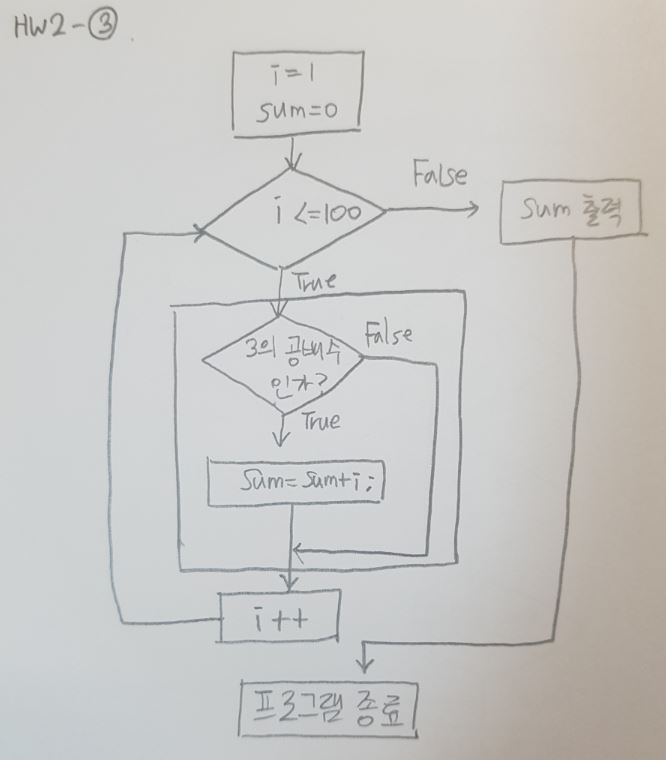 HW2-③
i=1
sum=0
i<=100
False
Sum 출력
True
3의 공배수
인가?
False
True
Sum=Sum+i;
i++
프로그램 종료